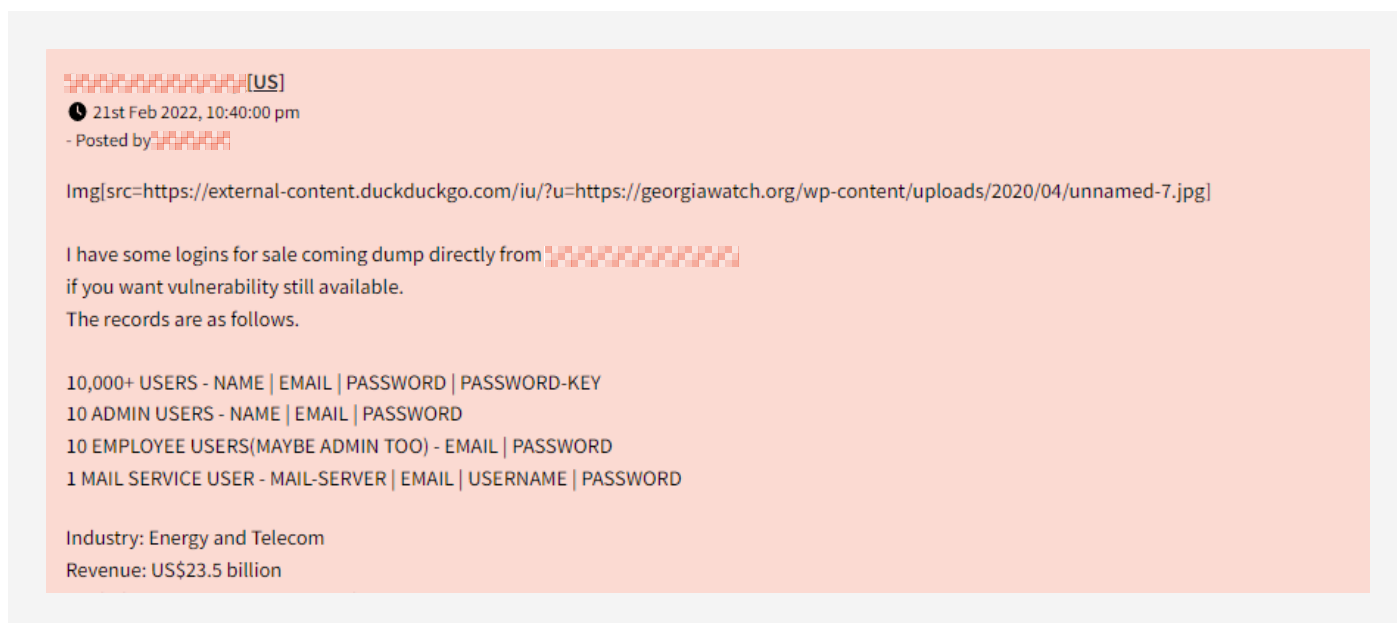 [US]
21st Feb 2022, 10:40:00 pm
- Posted by
Img[src=https://external-content.duckduckgo.com/iu/?u=https://georgiawatch.org/wp-content/uploads/2020/04/unnamed-7.jpg]
I have some logins for sale coming dump directly from
if you want vulnerability still available.
The records are as follows.
10,000+ USERS - NAME | EMAIL | PASSWORD | PASSWORD-KEY
10 ADMIN USERS - NAME | EMAIL | PASSWORD
10 EMPLOYEE USERS(MAYBE ADMIN TOO) - EMAIL | PASSWORD
1 MAIL SERVICE USER - MAIL-SERVER | EMAIL | USERNAME | PASSWORD
Industry: Energy and Telecom
Revenue: US$23.5 billion